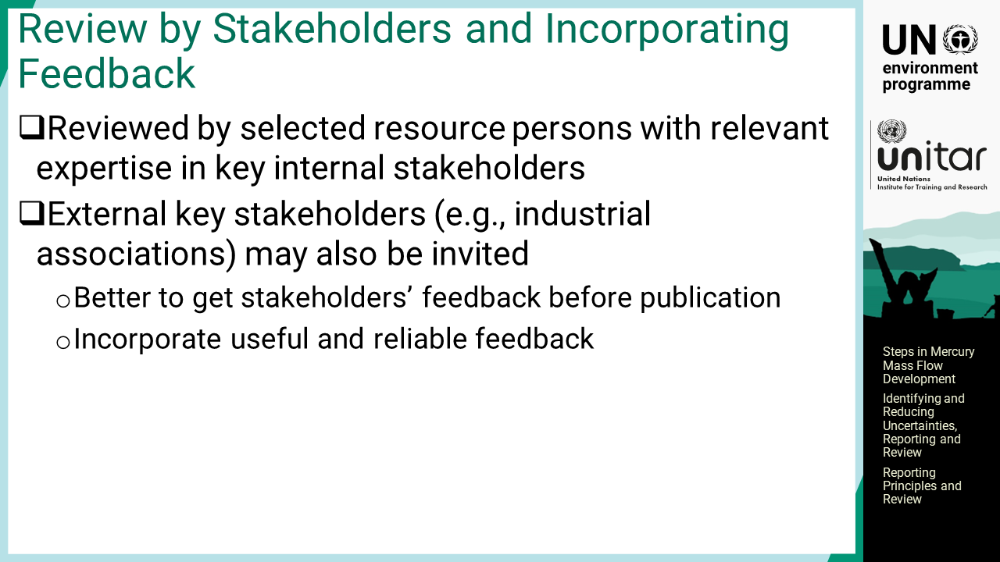 Review by Stakeholders and Incorporating
Feedback
❑Reviewed by selected resource persons with relevant
expertise in key internal stakeholders
❑External key stakeholders (e.g., industrial
associations) may also be invited
○Better to get stakeholders’ feedback before publication
○Incorporate useful and reliable feedback
UN
environment
programme
unitar
United Nations
Institute for Training and Research
Steps in Mercury
Mass Flow
Development
Identifying and
Reducing
Uncertainties,
Reporting and
Review
Reporting
Principles and
Review